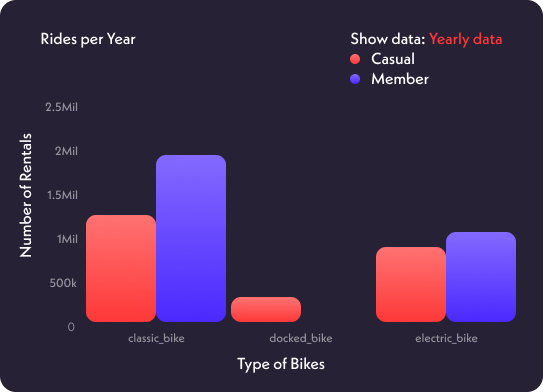 Rides per Year
Show data: Yearly data
Casual
Member
2.5Mil
2Mil
1.5Mil
1Mil
500k
0
Number of Rentals
classic_bike
docked_bike
electric_bike
Type of Bikes